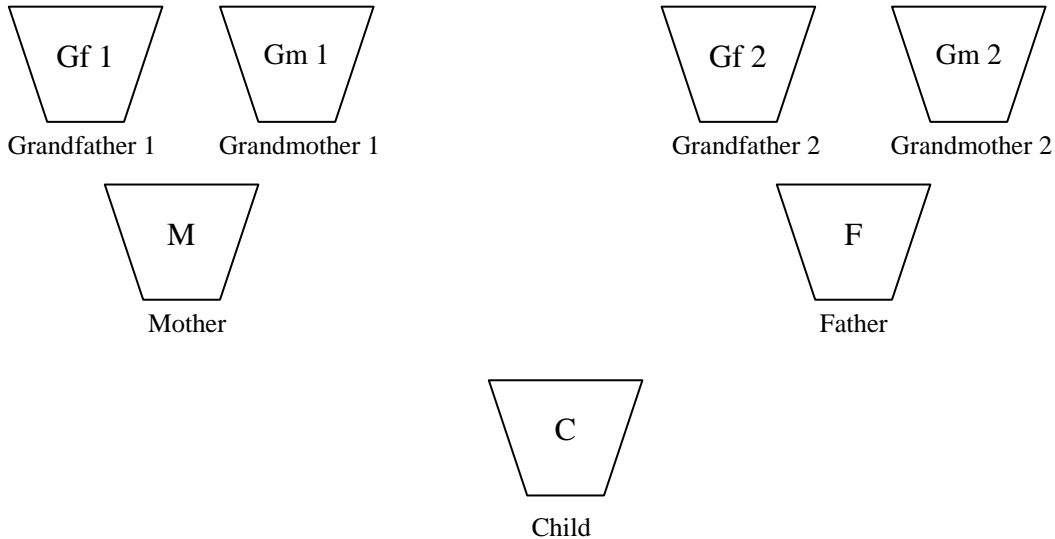 Gf 1 Gm 1 Gf 2 Gm 2
Grandfather 1 Grandmother 1 Grandfather 2 Grandmother 2
M F
Mother Father
C
Child